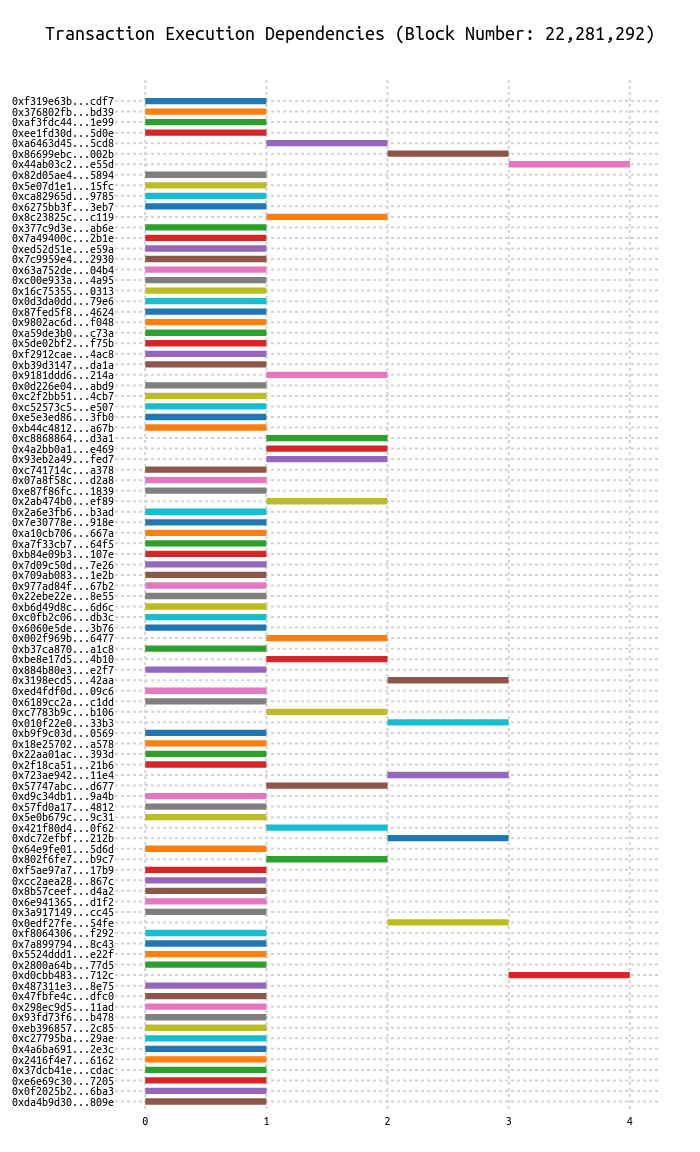 Transaction Execution Dependencies (Block Number: 22,281,292)
0xf319e63b...cdf7
0x376802fb...bd39
0xaf3fdc44...1e99
0xee1fd30d...5d0e
0xa6463d45...5cd8
0x86699ebc...002b
0x44ab03c2...e55d
0x82d05ae4...5894
0x5e07d1e1...15fc
0xca82965d...9785
0x6275bb3f...3eb7
0x8c23825c...c119
0x377c9d3e...ab6e
0x7a49400c...2b1e
0xed52d51e...e59a
0x7c9959e4...2930
0x63a752de...04b4
0xc00e933a...4a95
0x16c75355...0313
0x0d3da0dd...79e6
0x87fed5f8...4624
0x9802ac6d...f048
0xa59de3b0...c73a
0x5de02bf2...f75b
0xf2912cae...4ac8
0xb39d3147...da1a
0x9181ddd6...214a
0x0d226e04...abd9
0xc2f2bb51...4cb7
0xc52573c5...e507
0xe5e3ed86...3fb0
0xb44c4812...a67b
0xc8868864...d3a1
0x4a2bb0a1...e469
0x93eb2a49...fed7
0xc741714c...a378
0x07a8f58c...d2a8
0xe87f86fc...1839
0x2ab474b0...ef89
0x2a6e3fb6...b3ad
0x7e30778e...918e
0xa10cb706...667a
0xa7f33cb7...64f5
0xb84e09b3...107e
0x7d09c50d...7e26
0x709ab083...1e2b
0x977ad84f...67b2
0x22ebe22e...8e55
0xb6d49d8c...6d6c
0xc0fb2c06...db3c
0x6060e5de...3b76
0x002f969b...6477
0xb37ca870...a1c8
0xbe8e17d5...4b10
0x884b80e3...e2f7
0x3198ecd5...42aa
0xed4fdf0d...09c6
0x6189cc2a...c1dd
0xc7783b9c...b106
0x010f22e0...33b3
0xb9f9c03d...0569
0x18e25702...a578
0x22aa01ac...393d
0x2f18ca51...21b6
0x723ae942...11e4
0x57747abc...d677
0xd9c34db1...9a4b
0x57fd0a17...4812
0x5e0b679c...9c31
0x421f80d4...0f62
0xdc72efbf...212b
0x64e9fe01...5d6d
0x802f6fe7...b9c7
0xf5ae97a7...17b9
0xcc2aea28...867c
0x8b57ceef...d4a2
0x6e941365...d1f2
0x3a917149...cc45
0x0edf27fe...54fe
0xf8064306...f292
0x7a899794...8c43
0x5524ddd1...e22f
0x2800a64b...77d5
0xd0cbb483...712c
0x487311e3...8e75
0x47fbfe4c...dfc0
0x298ec9d5...11ad
0x93fd73f6...b478
0xeb396857...2c85
0xc27795ba...29ae
0x4a6ba691...2e3c
0x2416f4e7...6162
0x37dcb41e...cdac
0xe6e69c30...7205
0x0f2025b2...6ba3
0xda4b9d30...809e
0 1 2 3 4